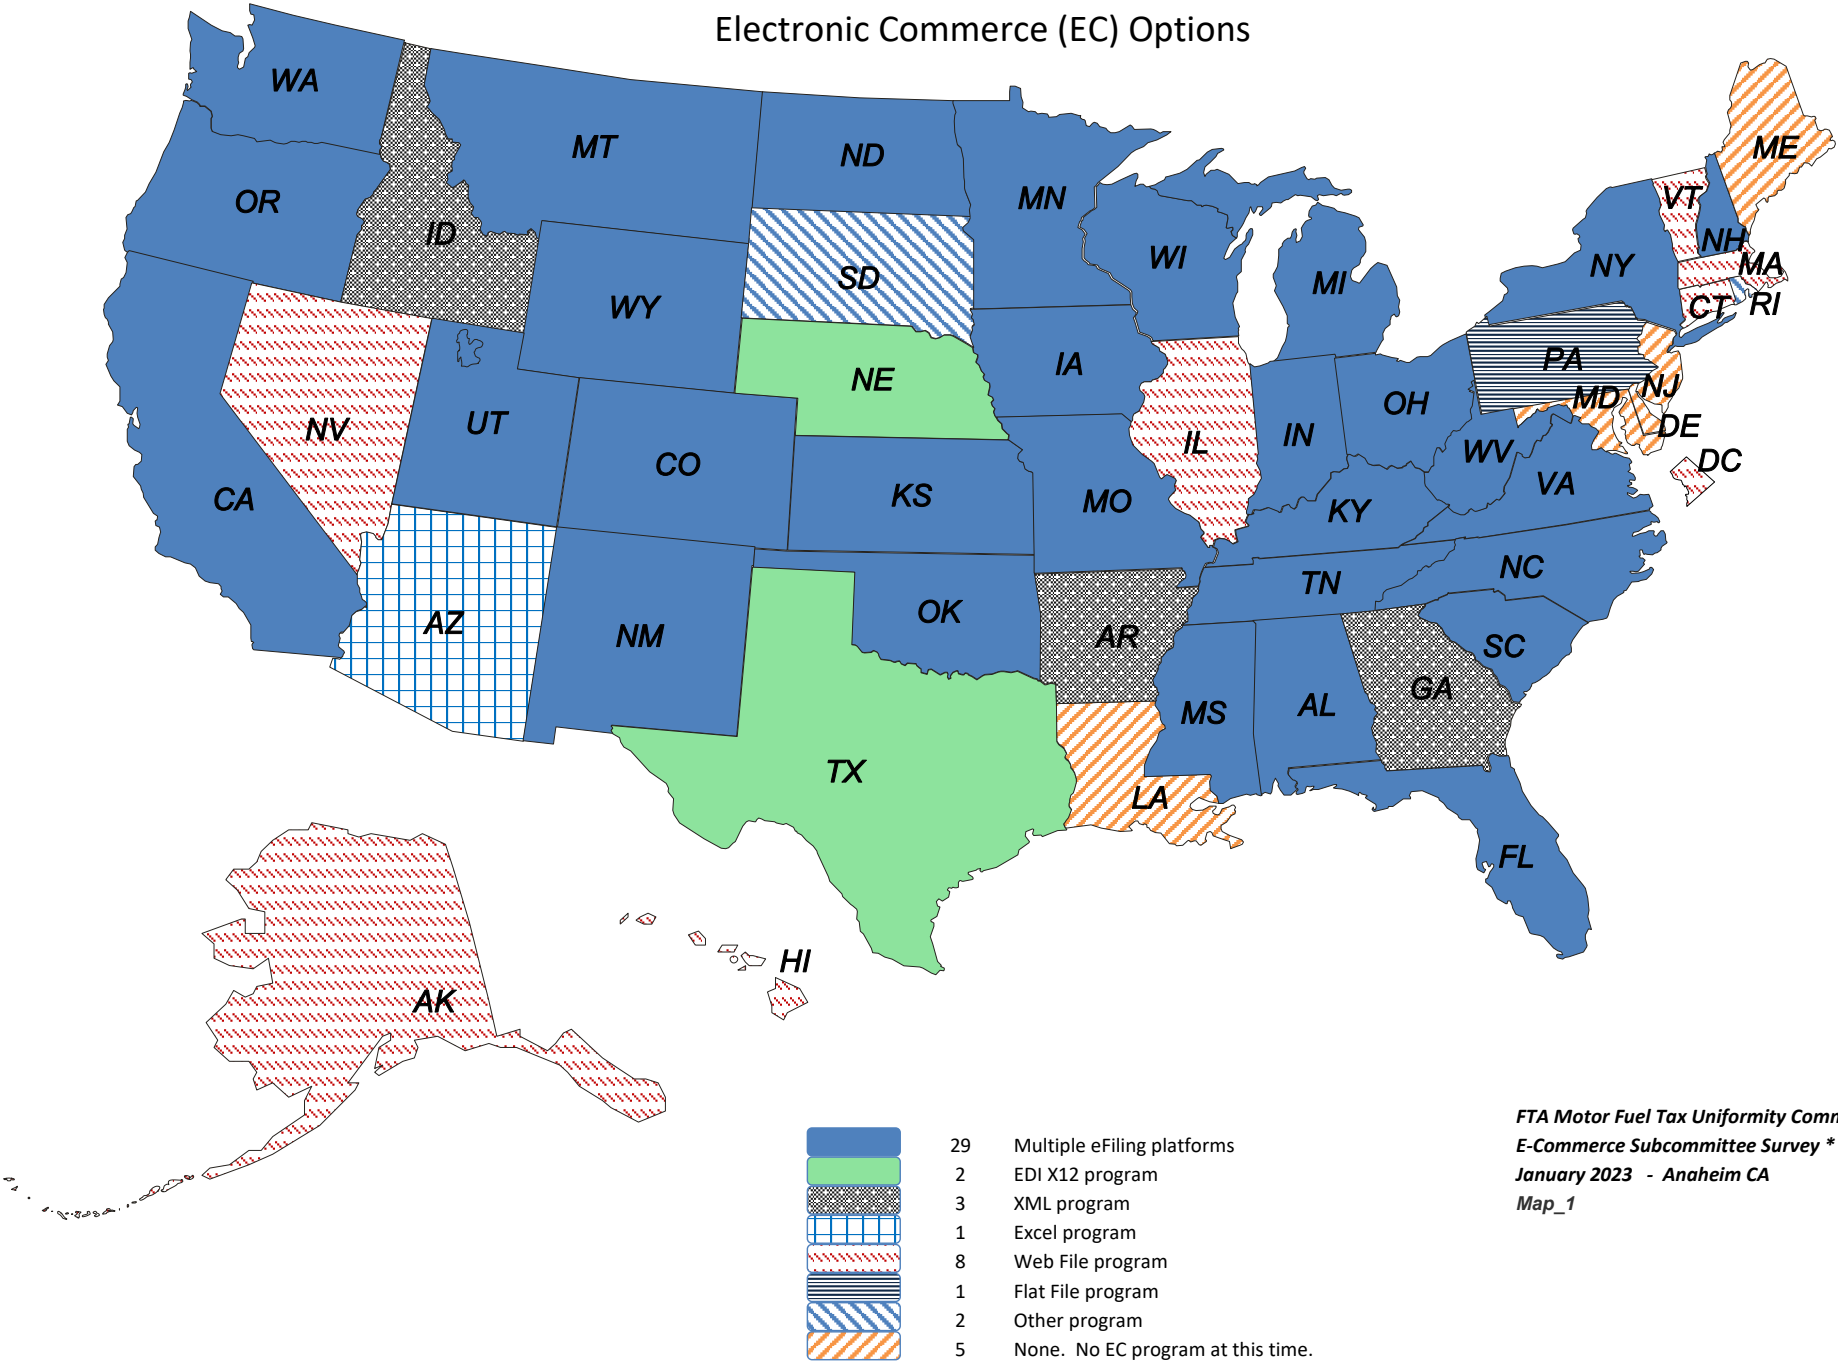 Electronic Commerce (EC) Options
WA
MT
ND
MN
ME
OR
ID
SD
WI
MI
NY
VT
NH
MA
CT
RI
WY
NE
IA
PA
NJ
MD
DE
DC
NV
UT
CO
KS
MO
IL
IN
OH
WV
VA
KY
CA
AZ
NM
OK
AR
TN
NC
SC
TX
LA
MS
AL
GA
FL
AK
HI
29 Multiple eFiling platforms
2 EDI X12 program
3 XML program
1 Excel program
8 Web File program
1 Flat File program
2 Other program
5 None. No EC program at this time.
FTA Motor Fuel Tax Uniformity Comm
E-Commerce Subcommittee Survey *
January 2023 - Anaheim CA
Map_1